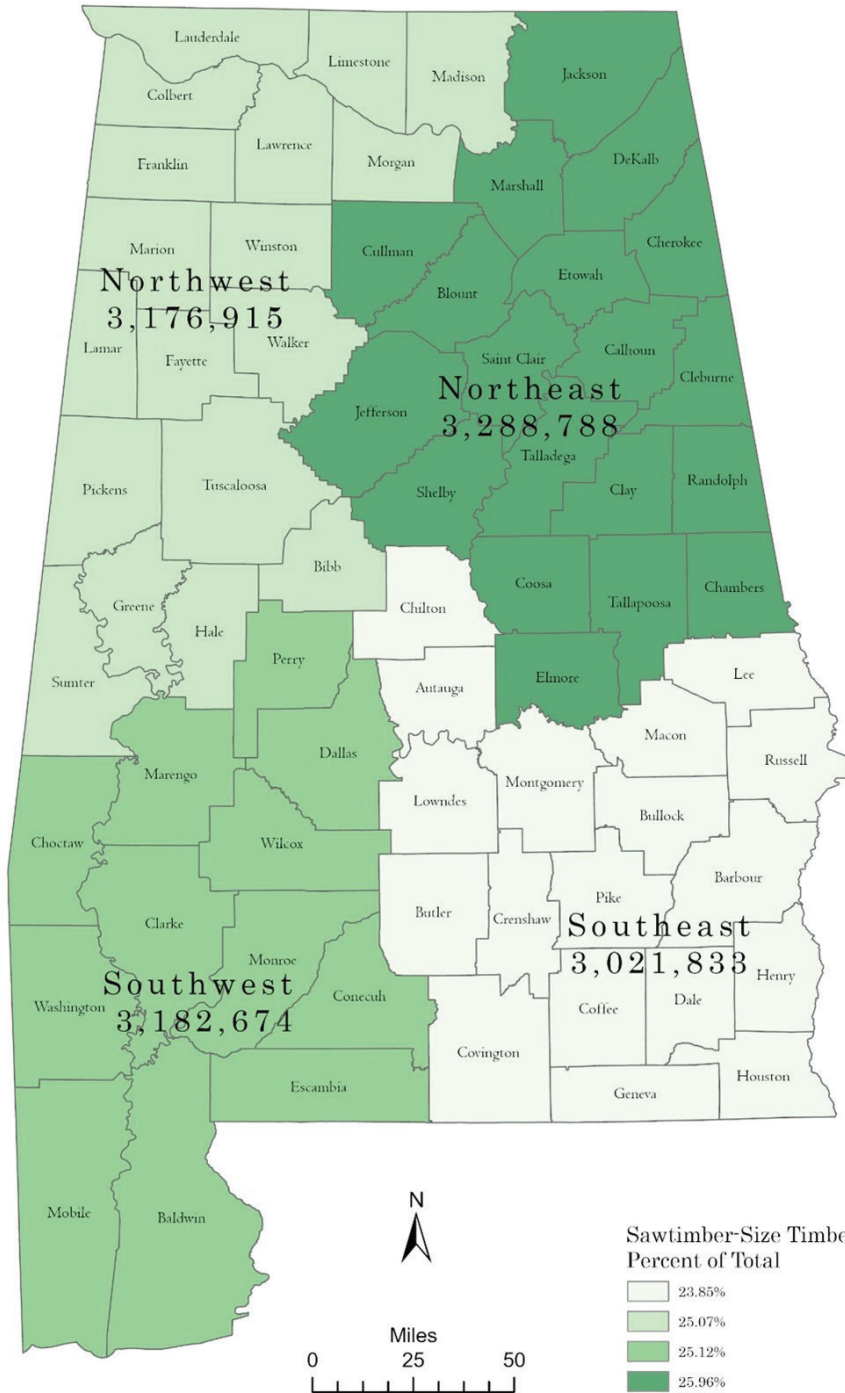 Lauderdale
Limestone
Madison
Jackson
Colbert
Lawrence
Franklin
Morgan
Marshall
DeKalb
Marion
Winston
Cullman
Blount
Etowah
Cherokee
Northwest
3,176,915
Lamar
Fayette
Walker
Saint Clair
Calhoun
Cleburne
Northeast
3,288,788
Jefferson
Talladega
Pickens
Tuscaloosa
Shelby
Clay
Randolph
Bibb
Greene
Hale
Chilton
Coosa
Tallapoosa
Chambers
Sumter
Perry
Autauga
Elmore
Lee
Marengo
Dallas
Lowndes
Montgomery
Macon
Russell
Choctaw
Wilcox
Bullock
Clarke
Butler
Crenshaw
Pike
Barbour
Southeast
3,021,833
Monroe
Southwest
3,182,674
Washington
Conecuh
Covington
Coffee
Dale
Henry
Escambia
Geneva
Houston
Mobile
Baldwin
N
Miles
0 25 50
Sawtimber-Size Timbe
Percent of Total
23.85%
25.07%
25.12%
25.96%